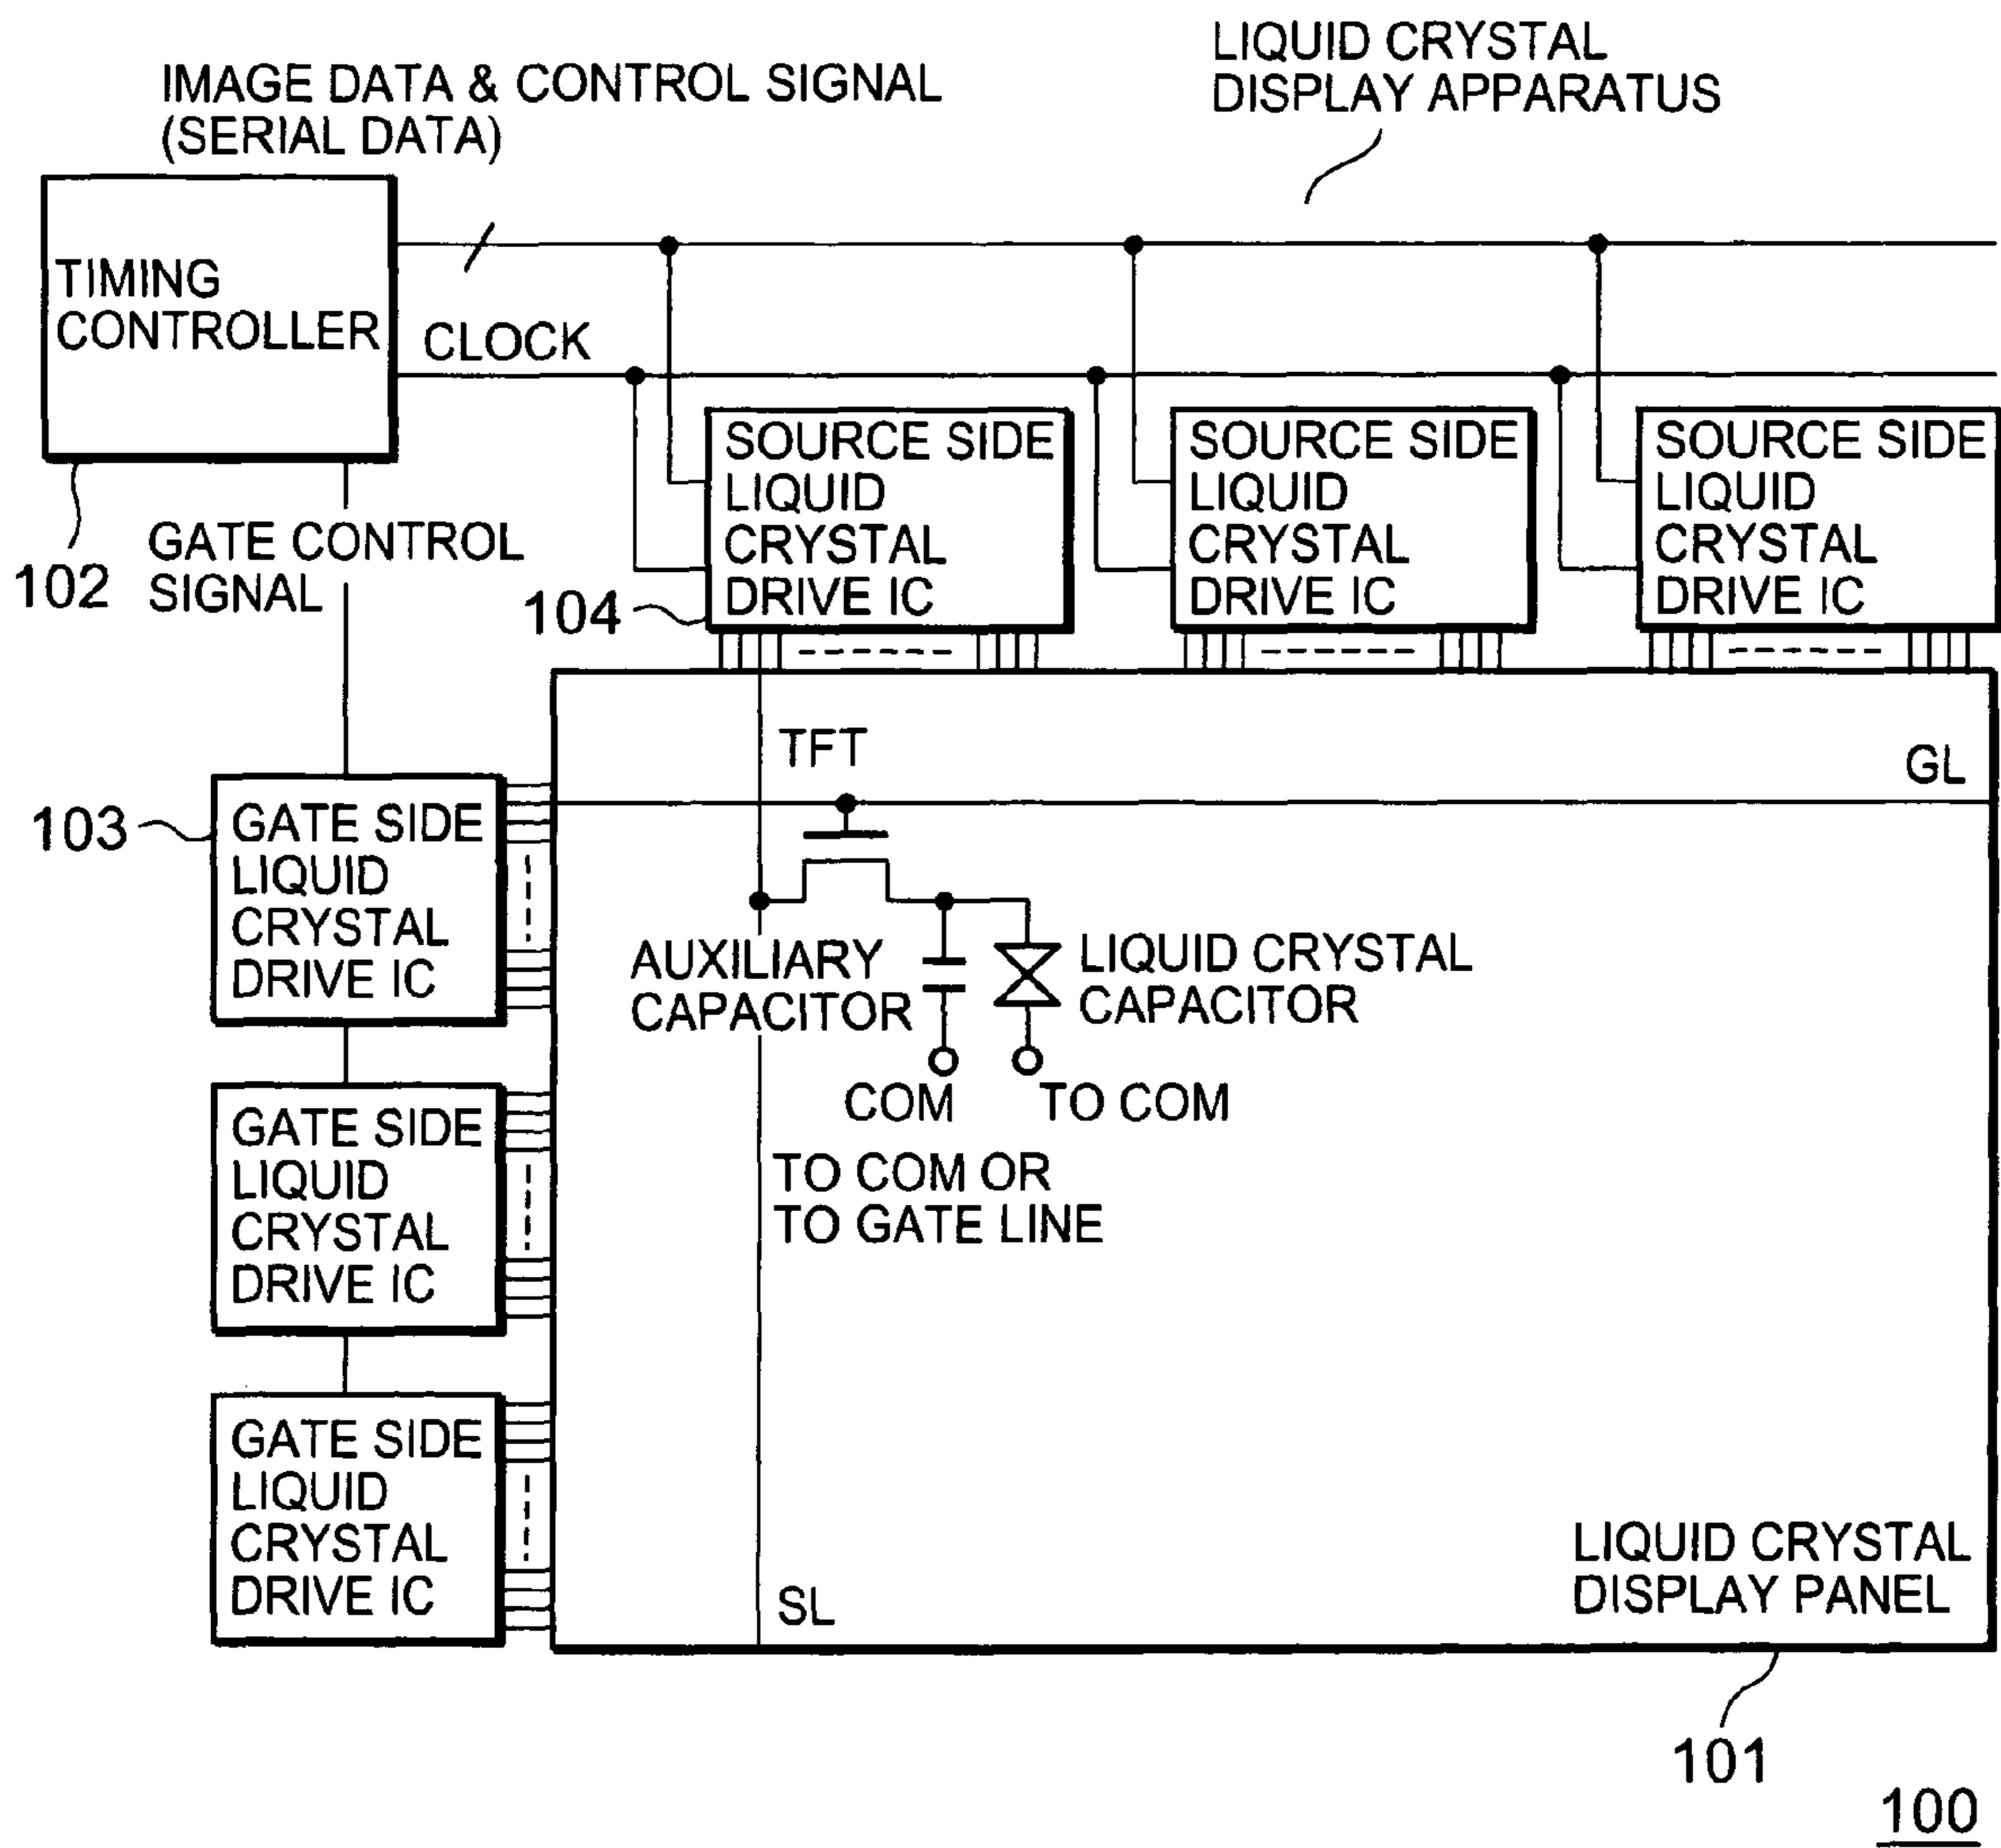 LIQUID CRYSTAL
DISPLAY APPARATUS
IMAGE DATA & CONTROL SIGNAL
(SERIAL DATA)
TIMING
CONTROLLER
CLOCK
102
GATE CONTROL
SIGNAL
104
SOURCE SIDE
LIQUID
CRYSTAL
DRIVE IC
SOURCE SIDE
LIQUID
CRYSTAL
DRIVE IC
SOURCE SIDE
LIQUID
CRYSTAL
DRIVE IC
TFT
GL
103
GATE SIDE
LIQUID
CRYSTAL
DRIVE IC
AUXILIARY
CAPACITOR
LIQUID CRYSTAL
CAPACITOR
COM
TO COM
TO COM OR
TO GATE LINE
GATE SIDE
LIQUID
CRYSTAL
DRIVE IC
GATE SIDE
LIQUID
CRYSTAL
DRIVE IC
SL
LIQUID CRYSTAL
DISPLAY PANEL
101
100